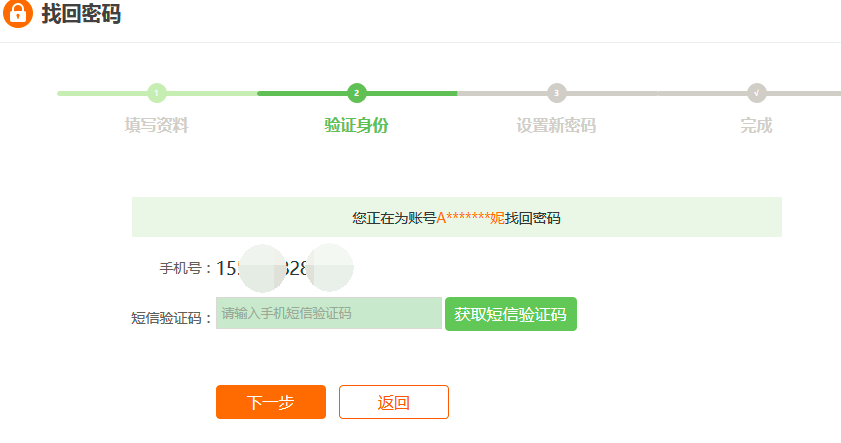 找回密码
1 2 3 √
填写资料 验证身份 设置新密码 完成
您正在为账号A*******妮找回密码
手机号：15 328
短信验证码： 请输入手机短信验证码 获取短信验证码
下一步 返回